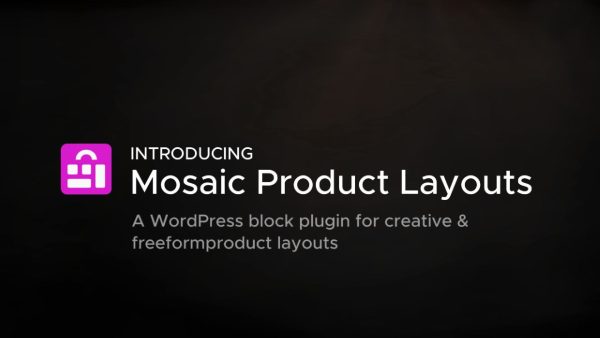 INTRODUCING
Mosaic Product Layouts
A WordPress block plugin for creative &
freeformproduct layouts